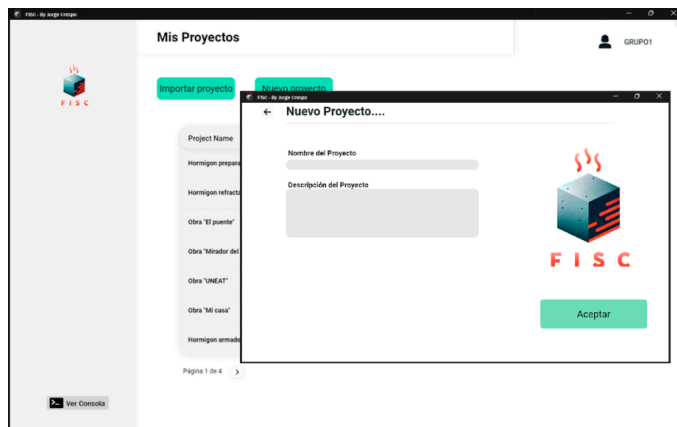 FISC - By Jorge Crespo
Mis Proyectos
GRUPO1
FISC
Importar proyecto
Nuevo proyecto
Project Name
Hormigon prepara
Hormigon refracta
Obra "El puente"
Obra "Mirador del
Obra "UNEAT"
Obra "Mi casa"
Hormigon armado
Página 1 de 4 >
>_ Ver Consola
FISC - By Jorge Crespo
← Nuevo Proyecto....
Nombre del Proyecto
Descripción del Proyecto
FISC
Aceptar